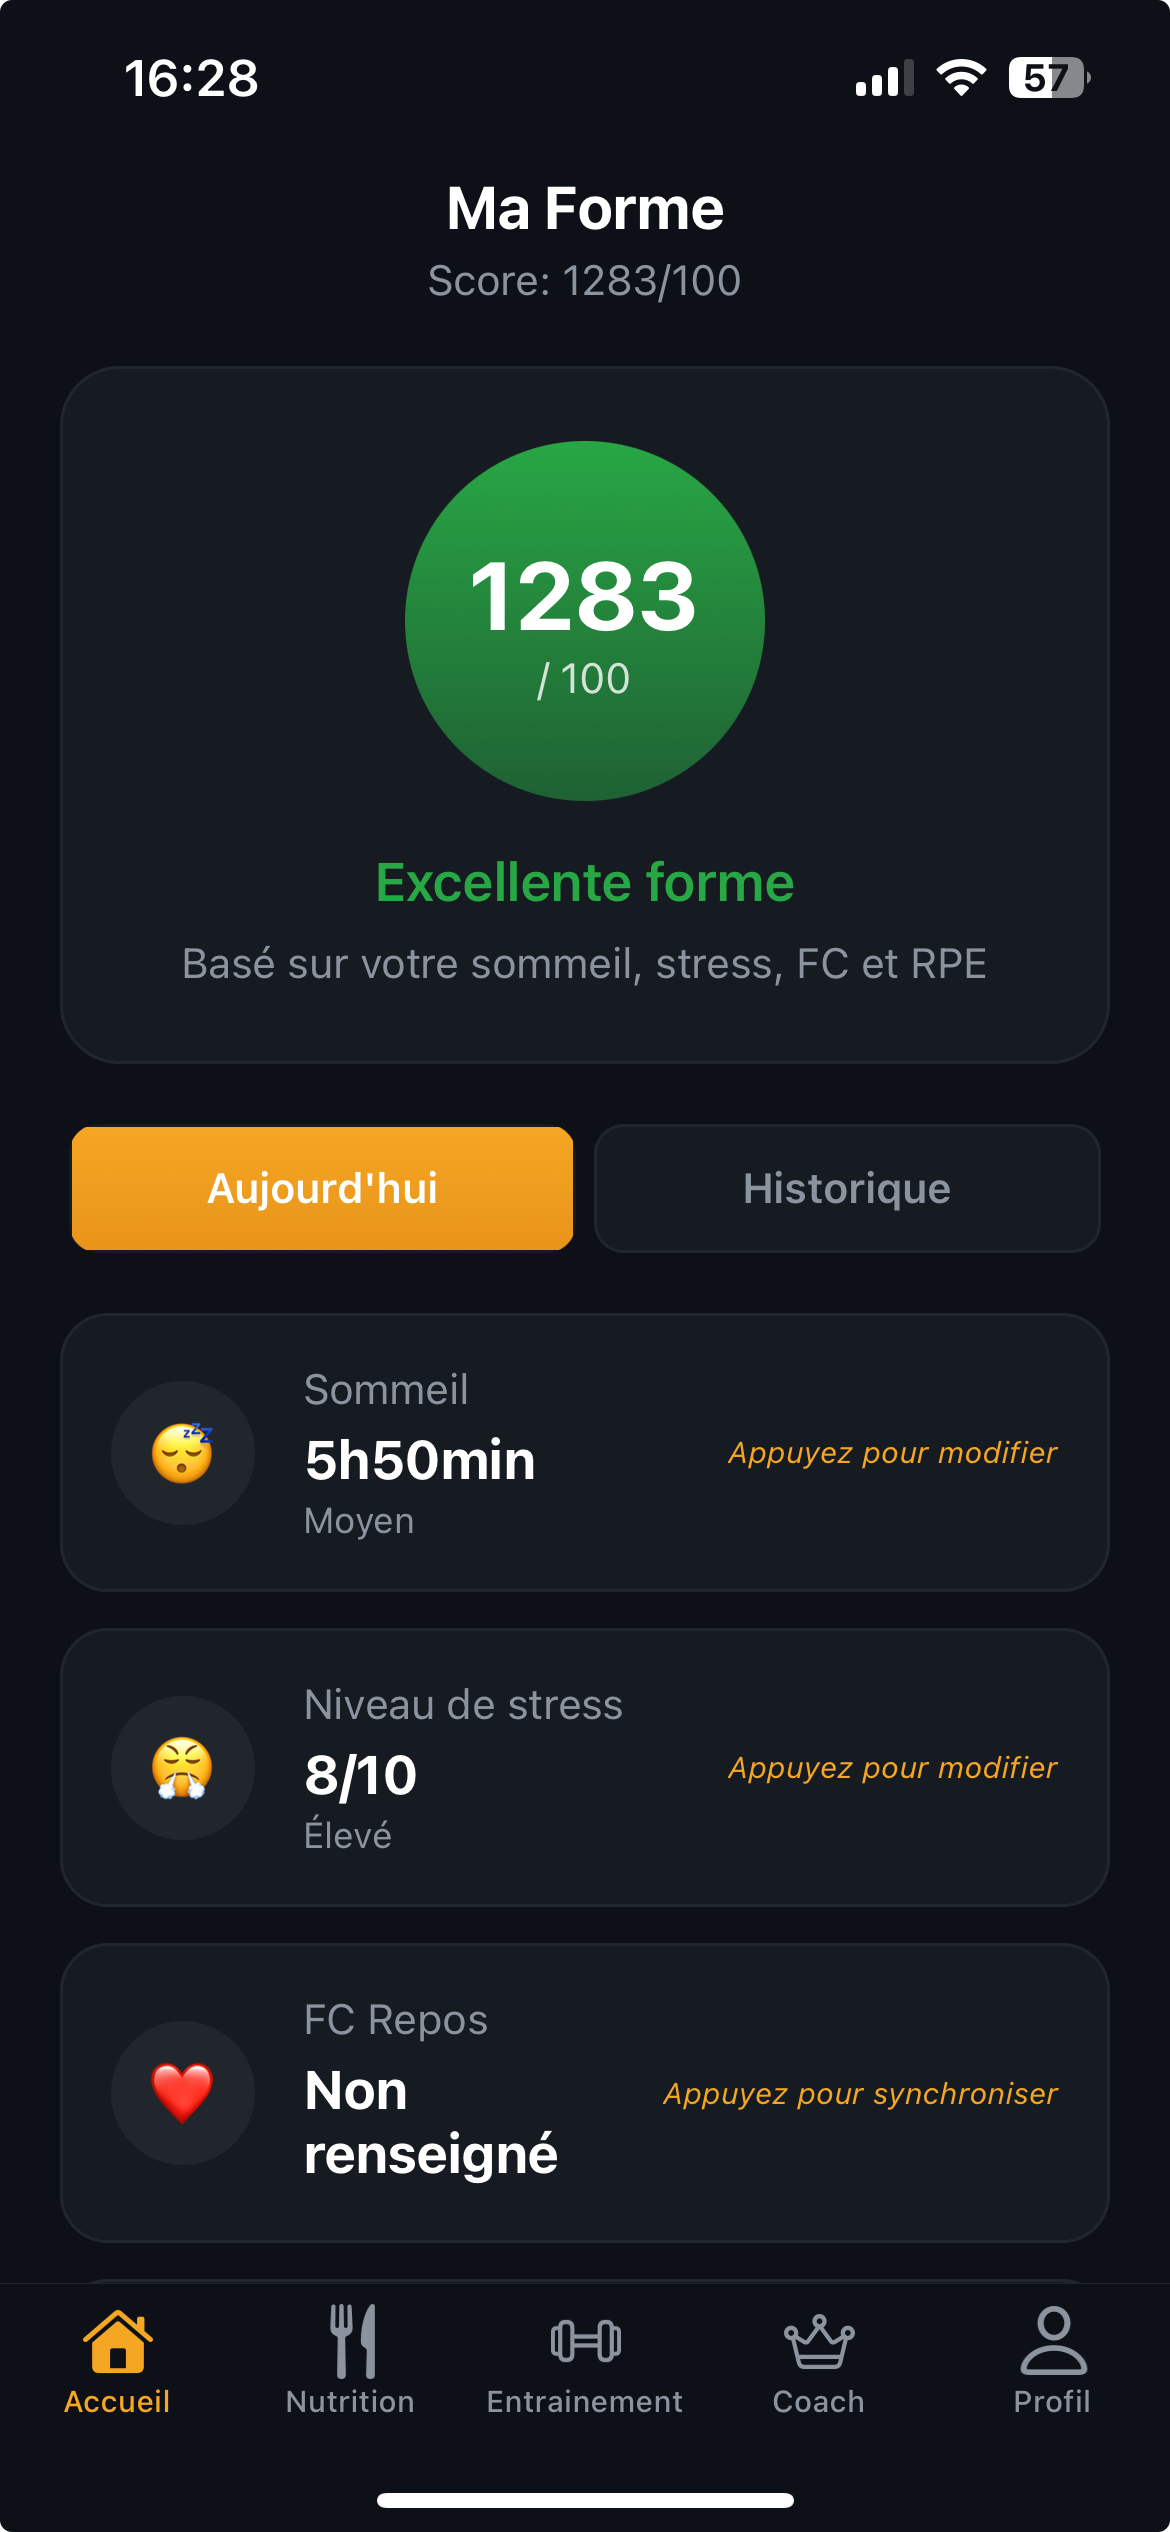 16:28
57
Ma Forme
Score: 1283/100
1283
/ 100
Excellente forme
Basé sur votre sommeil, stress, FC et RPE
Aujourd'hui
Historique
Sommeil
5h50min
Moyen
Appuyez pour modifier
Niveau de stress
8/10
Élevé
Appuyez pour modifier
FC Repos
Non
renseigné
Appuyez pour synchroniser
Accueil
Nutrition
Entrainement
Coach
Profil